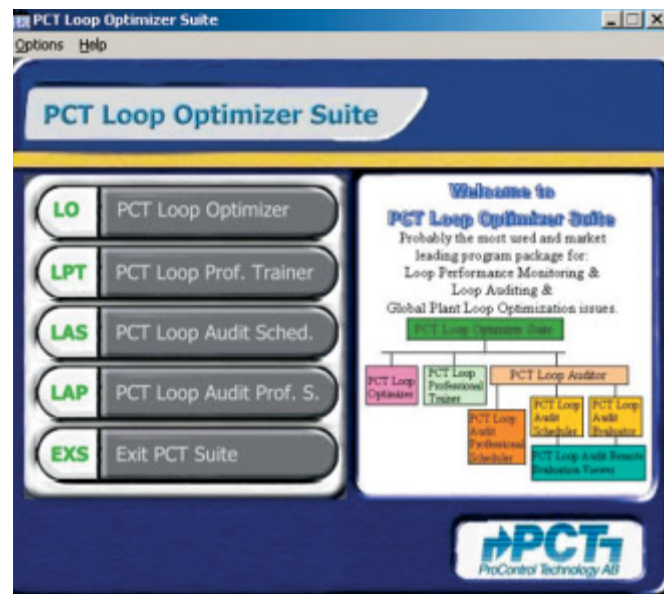 PCT Loop Optimizer Suite
Options Help
PCT Loop Optimizer Suite
LO PCT Loop Optimizer
LPT PCT Loop Prof. Trainer
LAS PCT Loop Audit Sched.
LAP PCT Loop Audit Prof. S.
EXS Exit PCT Suite
Welcome to
PCT Loop Optimizer Suite
Probably the most used and market
leading program package for:
Loop Performance Monitoring &
Loop Auditing &
Global Plant Loop Optimization issues.
PCT Loop Optimizer Suite
PCT Loop
Optimizer
PCT Loop
Professional
Trainer
PCT Loop Auditor
PCT Loop
Audit
Professional
Scheduler
PCT Loop
Audit
Scheduler
PCT Loop
Audit
Evaluator
PCT Loop Audit Remote
Evaluation Viewer
PCT
ProControl Technology AB